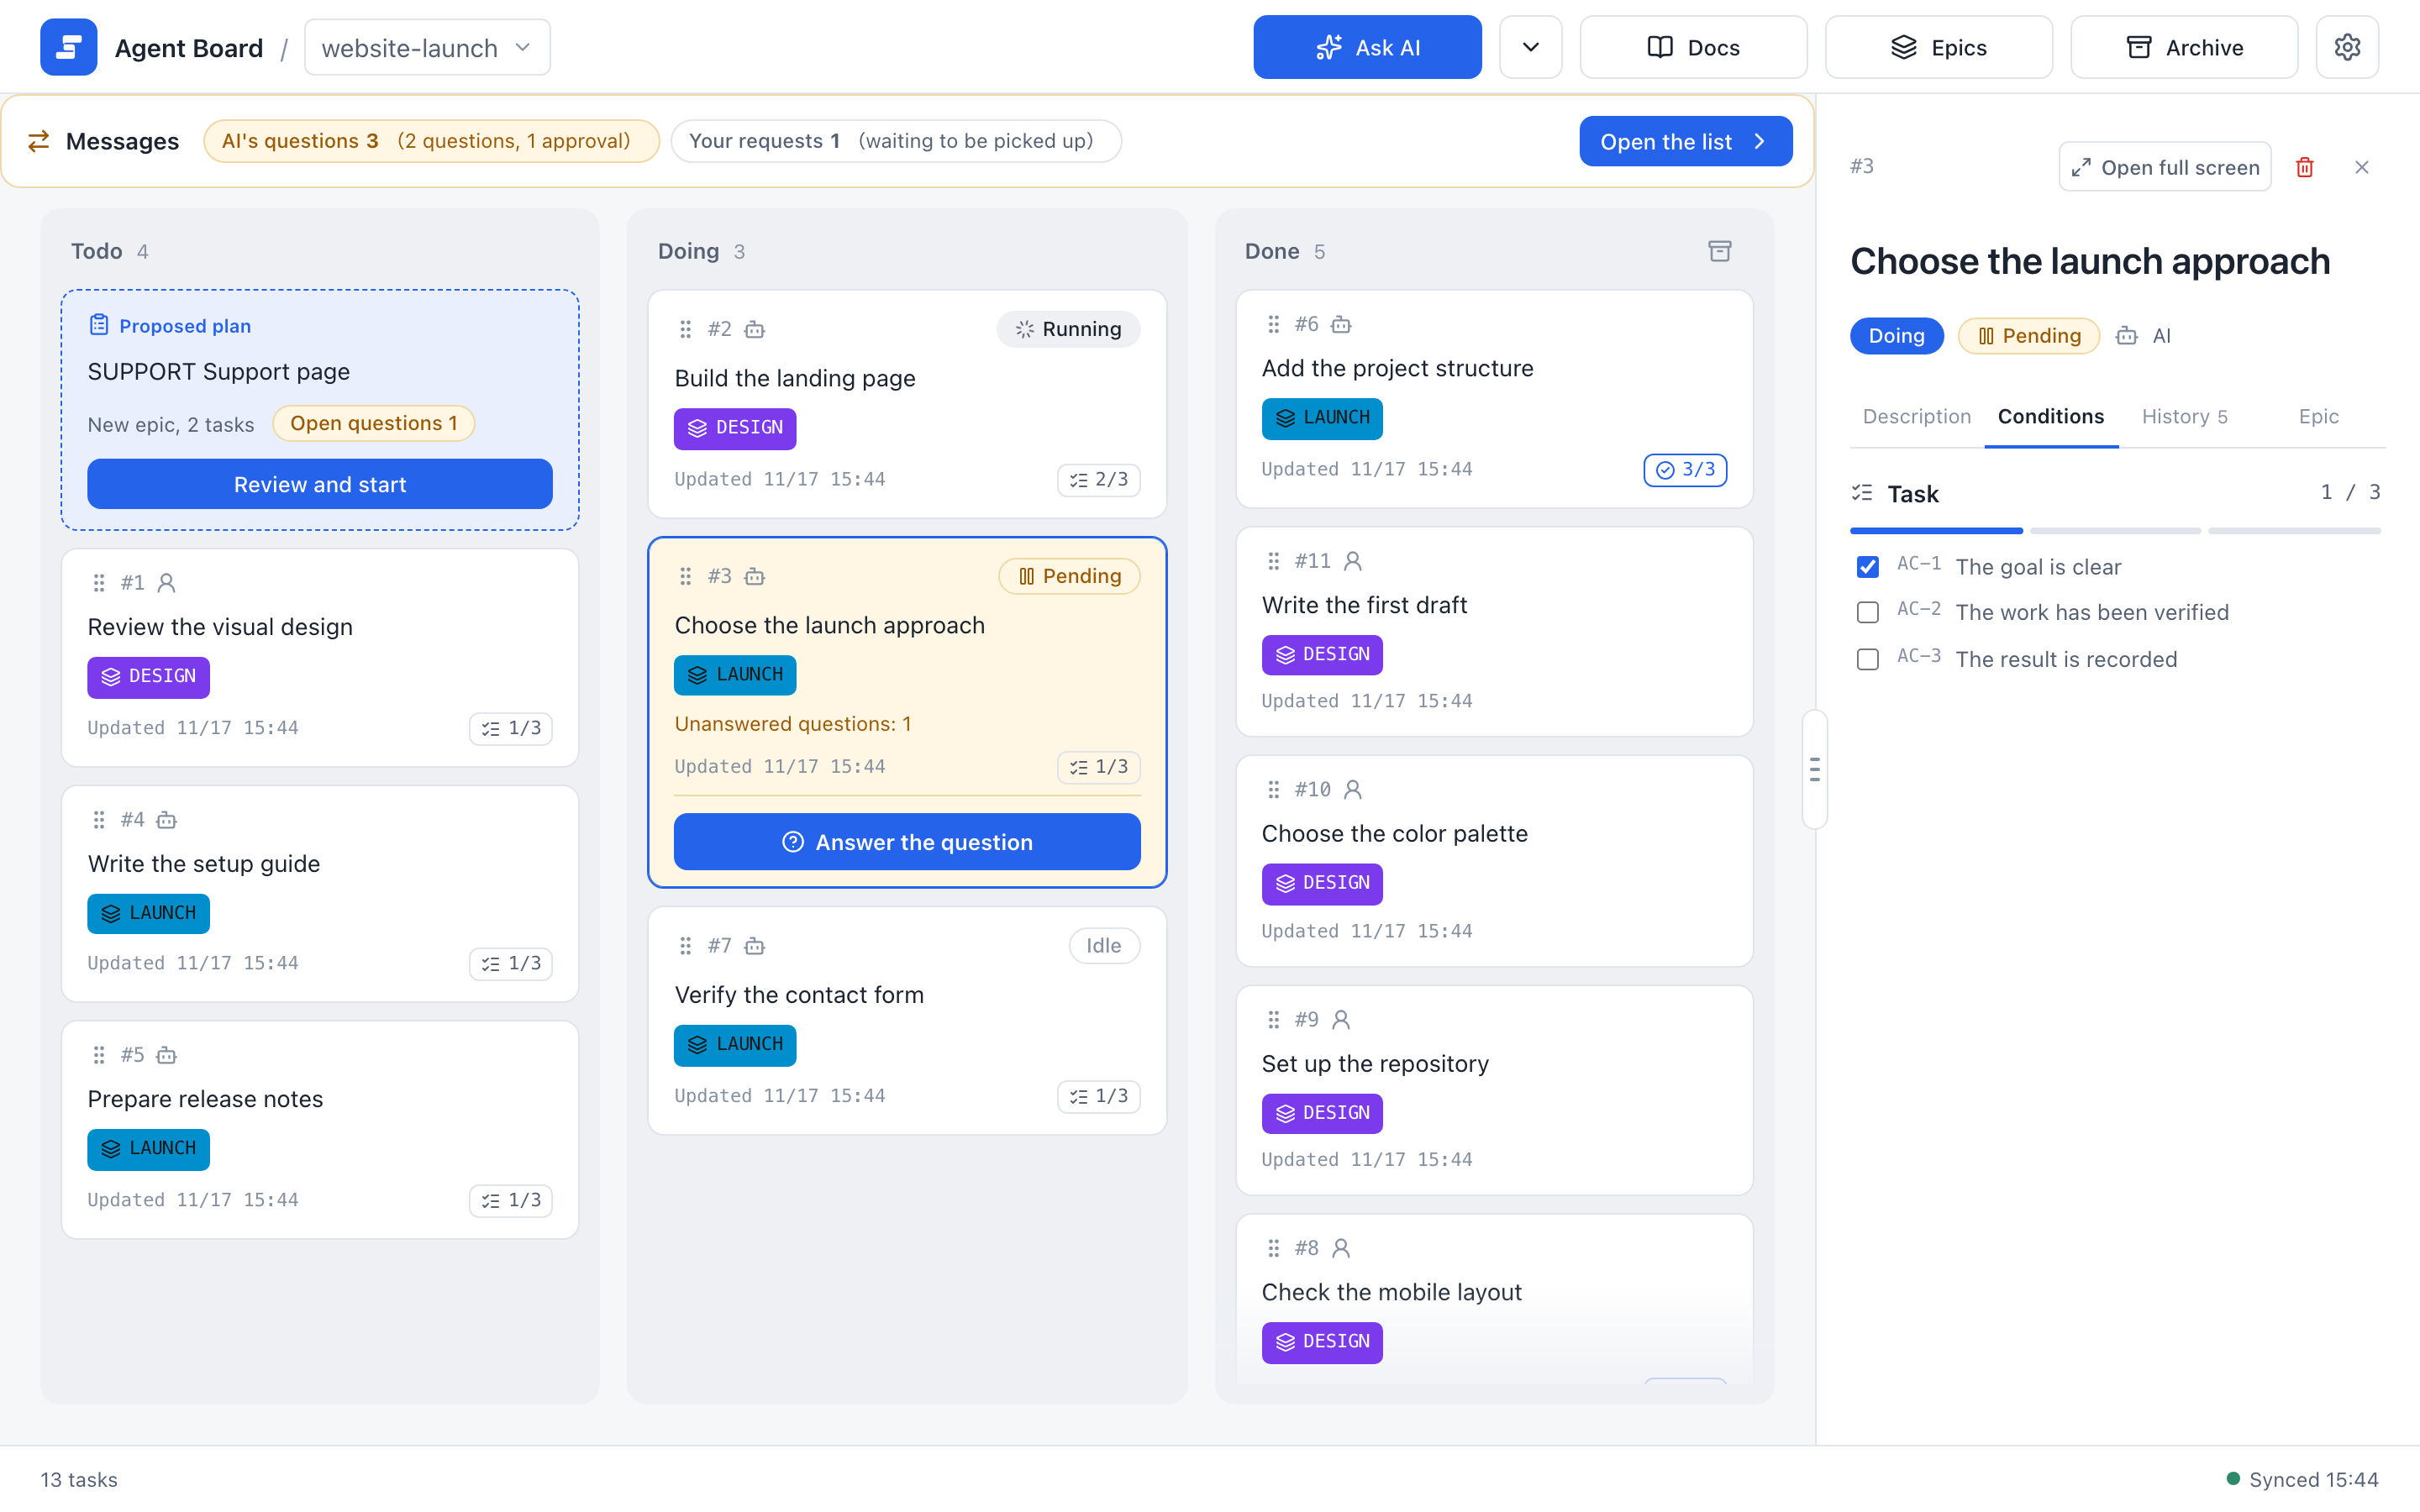 Agent Board / website-launch
Ask AI
Docs
Epics
Archive
Messages
AI's questions 3 (2 questions, 1 approval)
Your requests 1 (waiting to be picked up)
Open the list
Todo 4
Proposed plan
SUPPORT Support page
New epic, 2 tasks
Open questions 1
Review and start
#1
Review the visual design
DESIGN
Updated 11/17 15:44
1/3
#4
Write the setup guide
LAUNCH
Updated 11/17 15:44
1/3
#5
Prepare release notes
LAUNCH
Updated 11/17 15:44
1/3
Doing 3
#2
Running
Build the landing page
DESIGN
Updated 11/17 15:44
2/3
#3
Pending
Choose the launch approach
LAUNCH
Unanswered questions: 1
Updated 11/17 15:44
1/3
Answer the question
#7
Idle
Verify the contact form
LAUNCH
Updated 11/17 15:44
1/3
Done 5
#6
Add the project structure
LAUNCH
Updated 11/17 15:44
3/3
#11
Write the first draft
DESIGN
Updated 11/17 15:44
#10
Choose the color palette
DESIGN
Updated 11/17 15:44
#9
Set up the repository
DESIGN
Updated 11/17 15:44
#8
Check the mobile layout
DESIGN
#3
Open full screen
Choose the launch approach
Doing
Pending
AI
Description
Conditions
History 5
Epic
Task
1 / 3
AC-1 The goal is clear
AC-2 The work has been verified
AC-3 The result is recorded
13 tasks
Synced 15:44